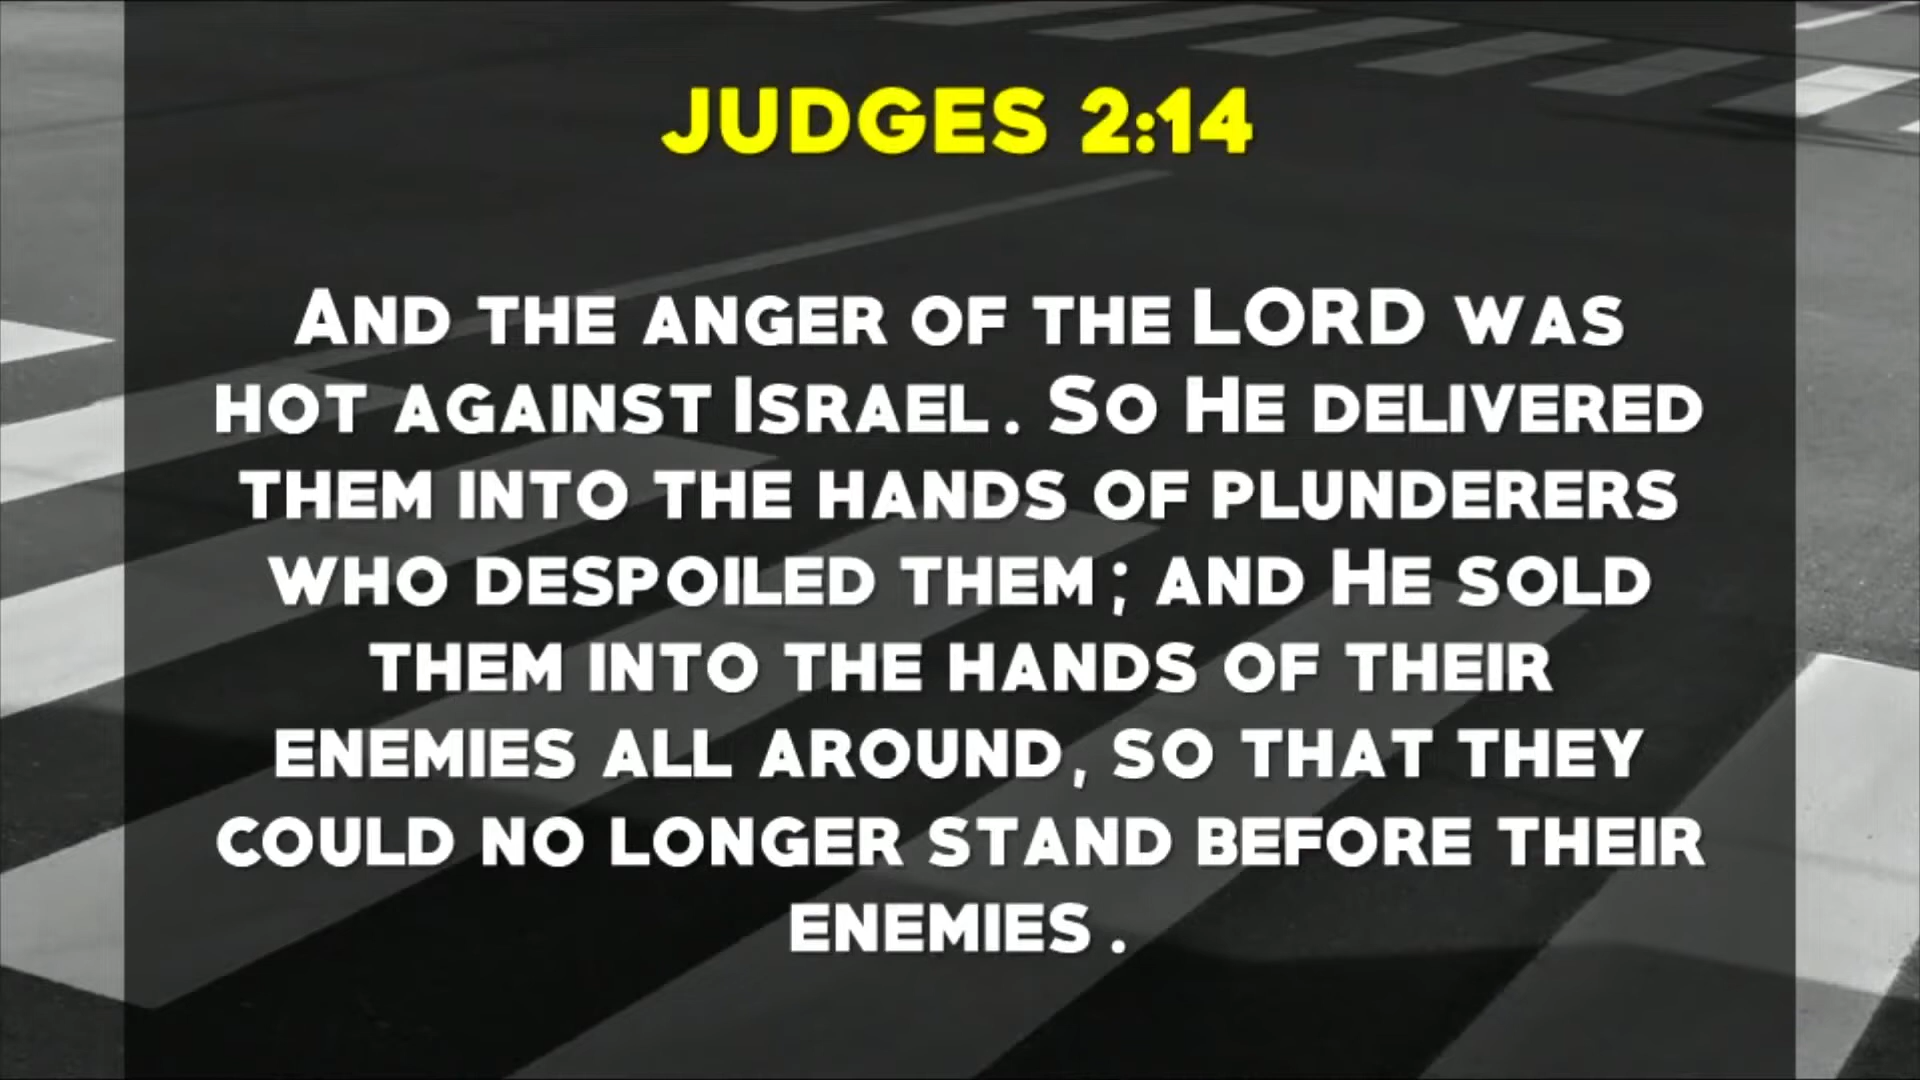 JUDGES 2:14
AND THE ANGER OF THE LORD WAS
HOT AGAINST ISRAEL. SO HE DELIVERED
THEM INTO THE HANDS OF PLUNDERERS
WHO DESPOILED THEM; AND HE SOLD
THEM INTO THE HANDS OF THEIR
ENEMIES ALL AROUND, SO THAT THEY
COULD NO LONGER STAND BEFORE THEIR
ENEMIES.